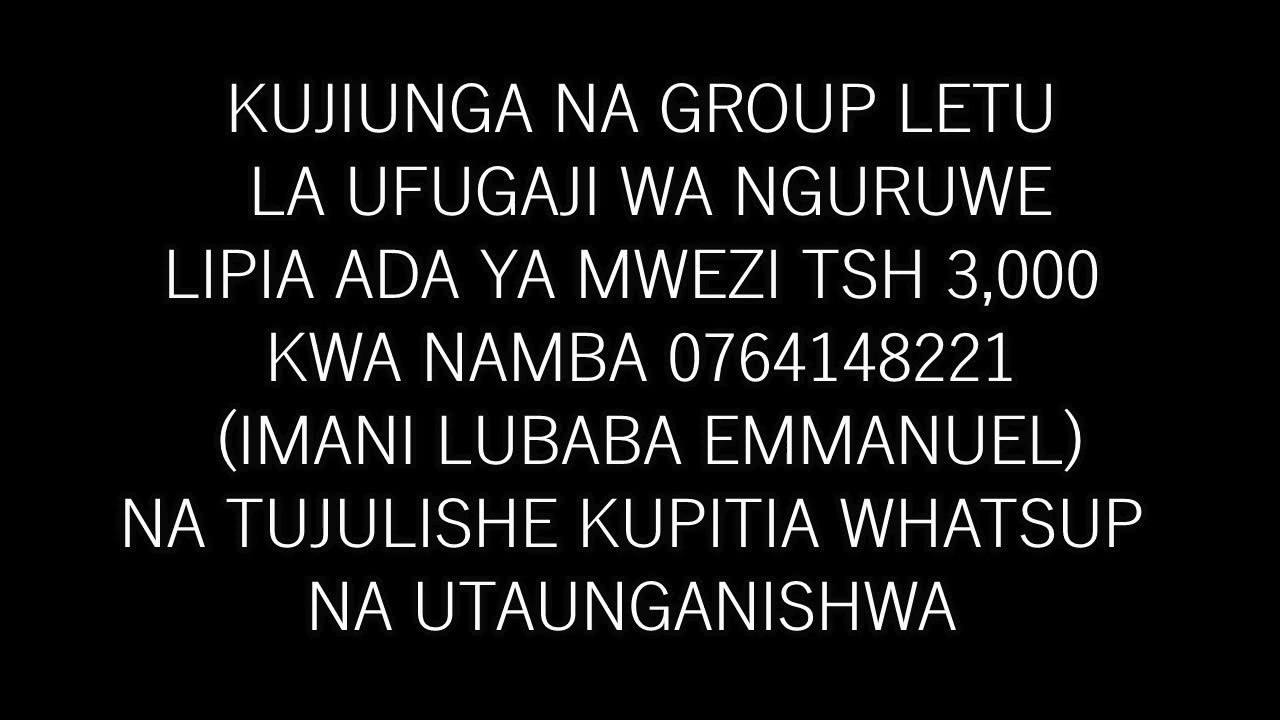 KUJIUNGA NA GROUP LETU
LA UFUGAJI WA NGURUWE
LIPIA ADA YA MWEZI TSH 3,000
KWA NAMBA 0764148221
(IMANI LUBABA EMMANUEL)
NA TUJULISHE KUPITIA WHATSUP
NA UTAUNGANISHWA